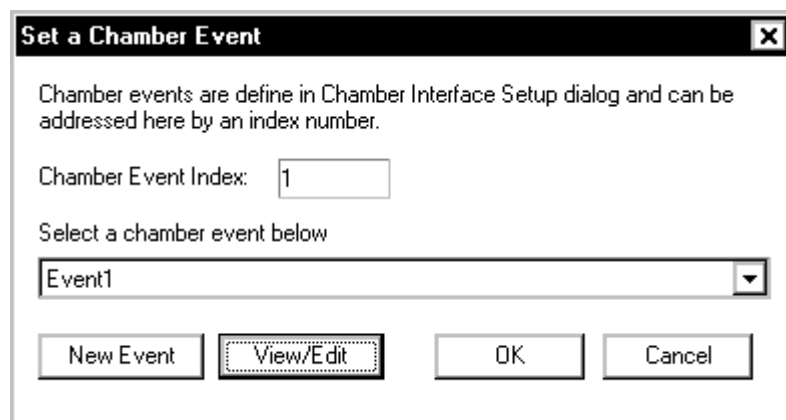 Set a Chamber Event
Chamber events are define in Chamber Interface Setup dialog and can be
addressed here by an index number.
Chamber Event Index: 1
Select a chamber event below
Event1
New Event View/Edit OK Cancel